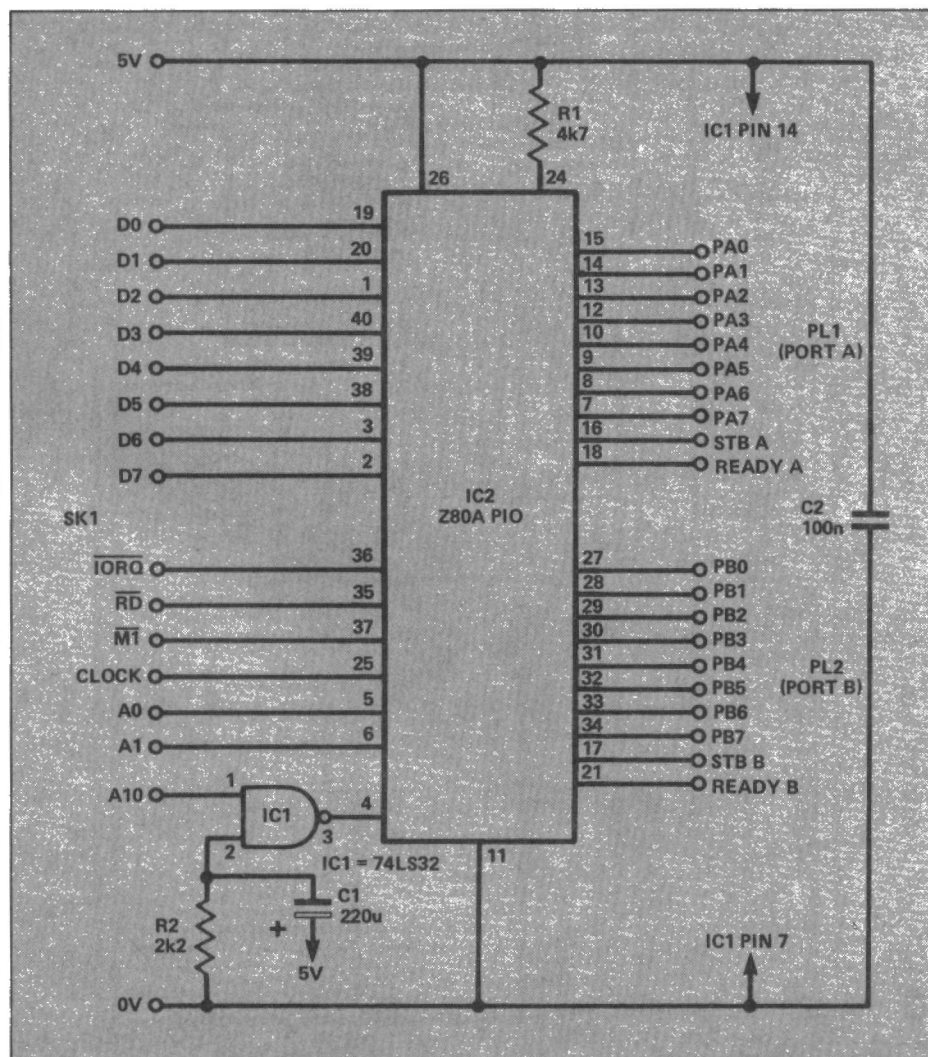 5V
R1
4k7
IC1 PIN 14
26
24
D0
19
D1
20
D2
1
D3
40
D4
39
D5
38
D6
3
D7
2
SK1
IORQ
36
RD
35
M1
37
CLOCK
25
A0
5
A1
6
A10
1
IC1
2
3
4
IC1 = 74LS32
IC2
Z80A PIO
15
PA0
14
PA1
13
PA2
12
PA3
10
PA4
9
PA5
8
PA6
7
PA7
16
STB A
18
READY A
PL1
(PORT A)
C2
100n
27
PB0
28
PB1
29
PB2
30
PB3
31
PB4
32
PB5
33
PB6
34
PB7
17
STB B
21
READY B
PL2
(PORT B)
11
R2
2k2
C1
220u
+
5V
IC1 PIN 7
0V